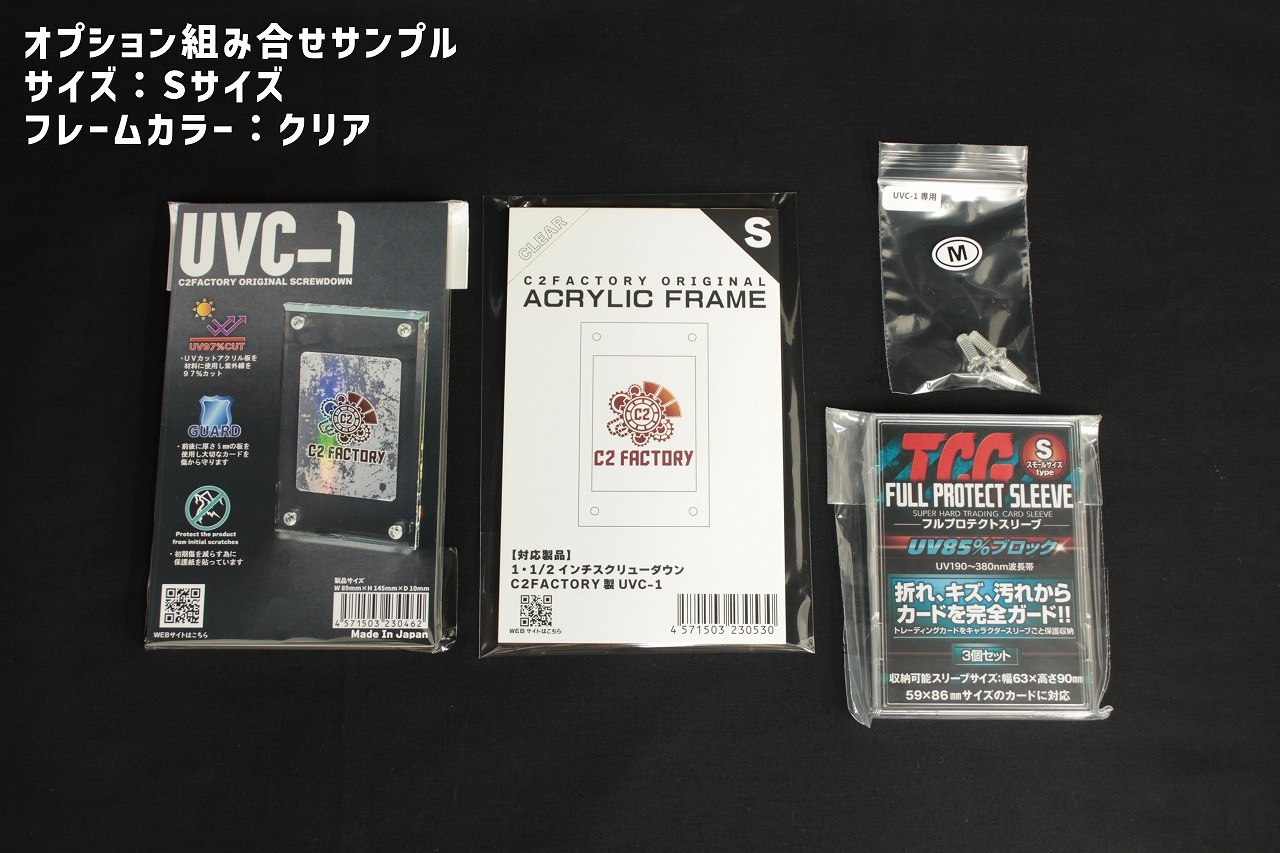 オプション組み合せサンプル
サイズ：Sサイズ
フレームカラー：クリア
UVC-1
C2FACTORY ORIGINAL SCREWDOWN
UV97%CUT
・UVカットアクリル板を
材料に使用し紫外線を
97%カット
GUARD
・前後に厚さ5mmの板を
使用し大切なカードを
傷から守ります
Protect the product
from initial scratches
・初期傷を減らす為に
保護紙を貼っています
C2
C2 FACTORY
製品サイズ
W 89mm×H 145mm×D 10mm
4 571503 230462
Made In Japan
WEBサイトはこちら
CLEAR
S
C2FACTORY ORIGINAL
ACRYLIC FRAME
C2
C2 FACTORY
【対応製品】
1・1/2 インチスクリューダウン
C2FACTORY 製 UVC-1
WEB サイトはこちら
4 571503 230530
UVC-1 専用
M
TCG
S
スモールサイズ
type
FULL PROTECT SLEEVE
SUPER HARD TRADING CARD SLEEVE
フルプロテクトスリーブ
UV85%ブロック
UV190～380nm波長帯
折れ、キズ、汚れから
カードを完全ガード!!
トレーディングカードをキャラクタースリーブごと保護収納
3個セット
収納可能スリーブサイズ：幅63×高さ90mm
59×86mmサイズのカードに対応